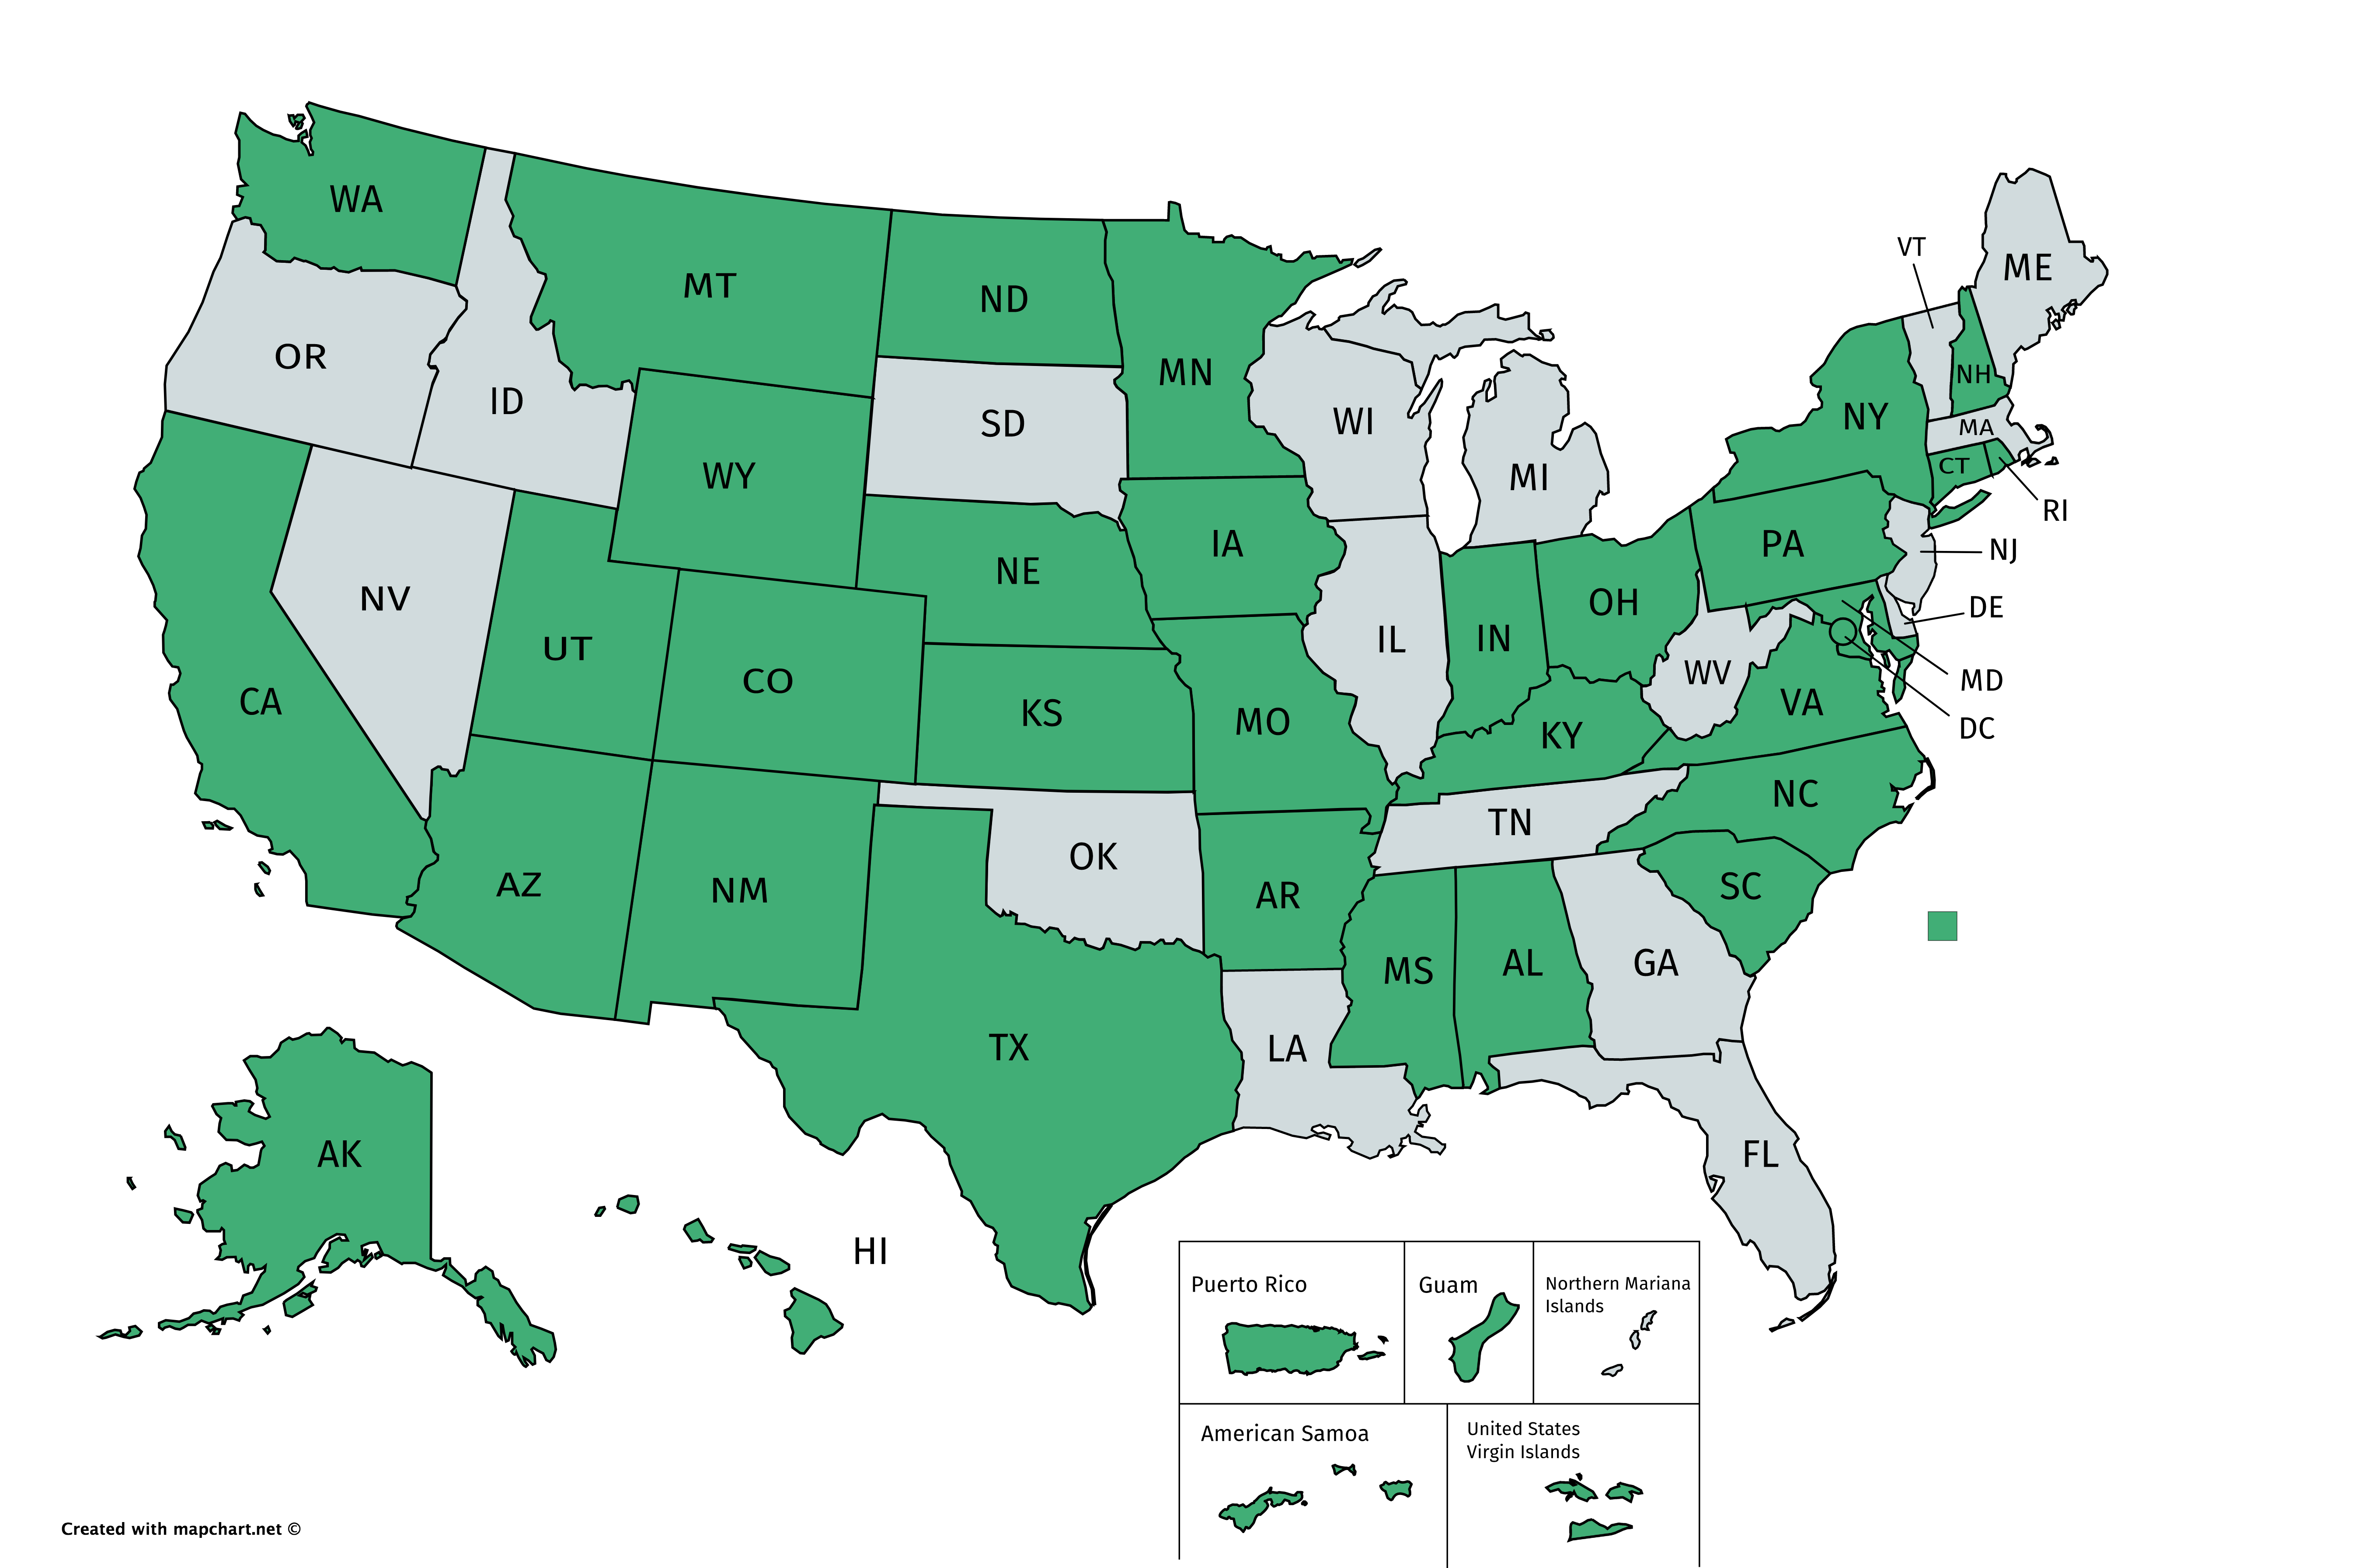 WA
MT
ND
MN
VT
ME
OR
ID
SD
WI
MI
NH
NY
MA
CT
RI
WY
IA
PA
NJ
NE
NV
UT
CO
KS
MO
IL
IN
OH
DE
WV
MD
VA
DC
CA
KY
NC
TN
OK
AZ
NM
AR
SC
MS
AL
GA
TX
LA
AK
FL
HI
Puerto Rico
Guam
Northern Mariana
Islands
American Samoa
United States
Virgin Islands
Created with mapchart.net ©